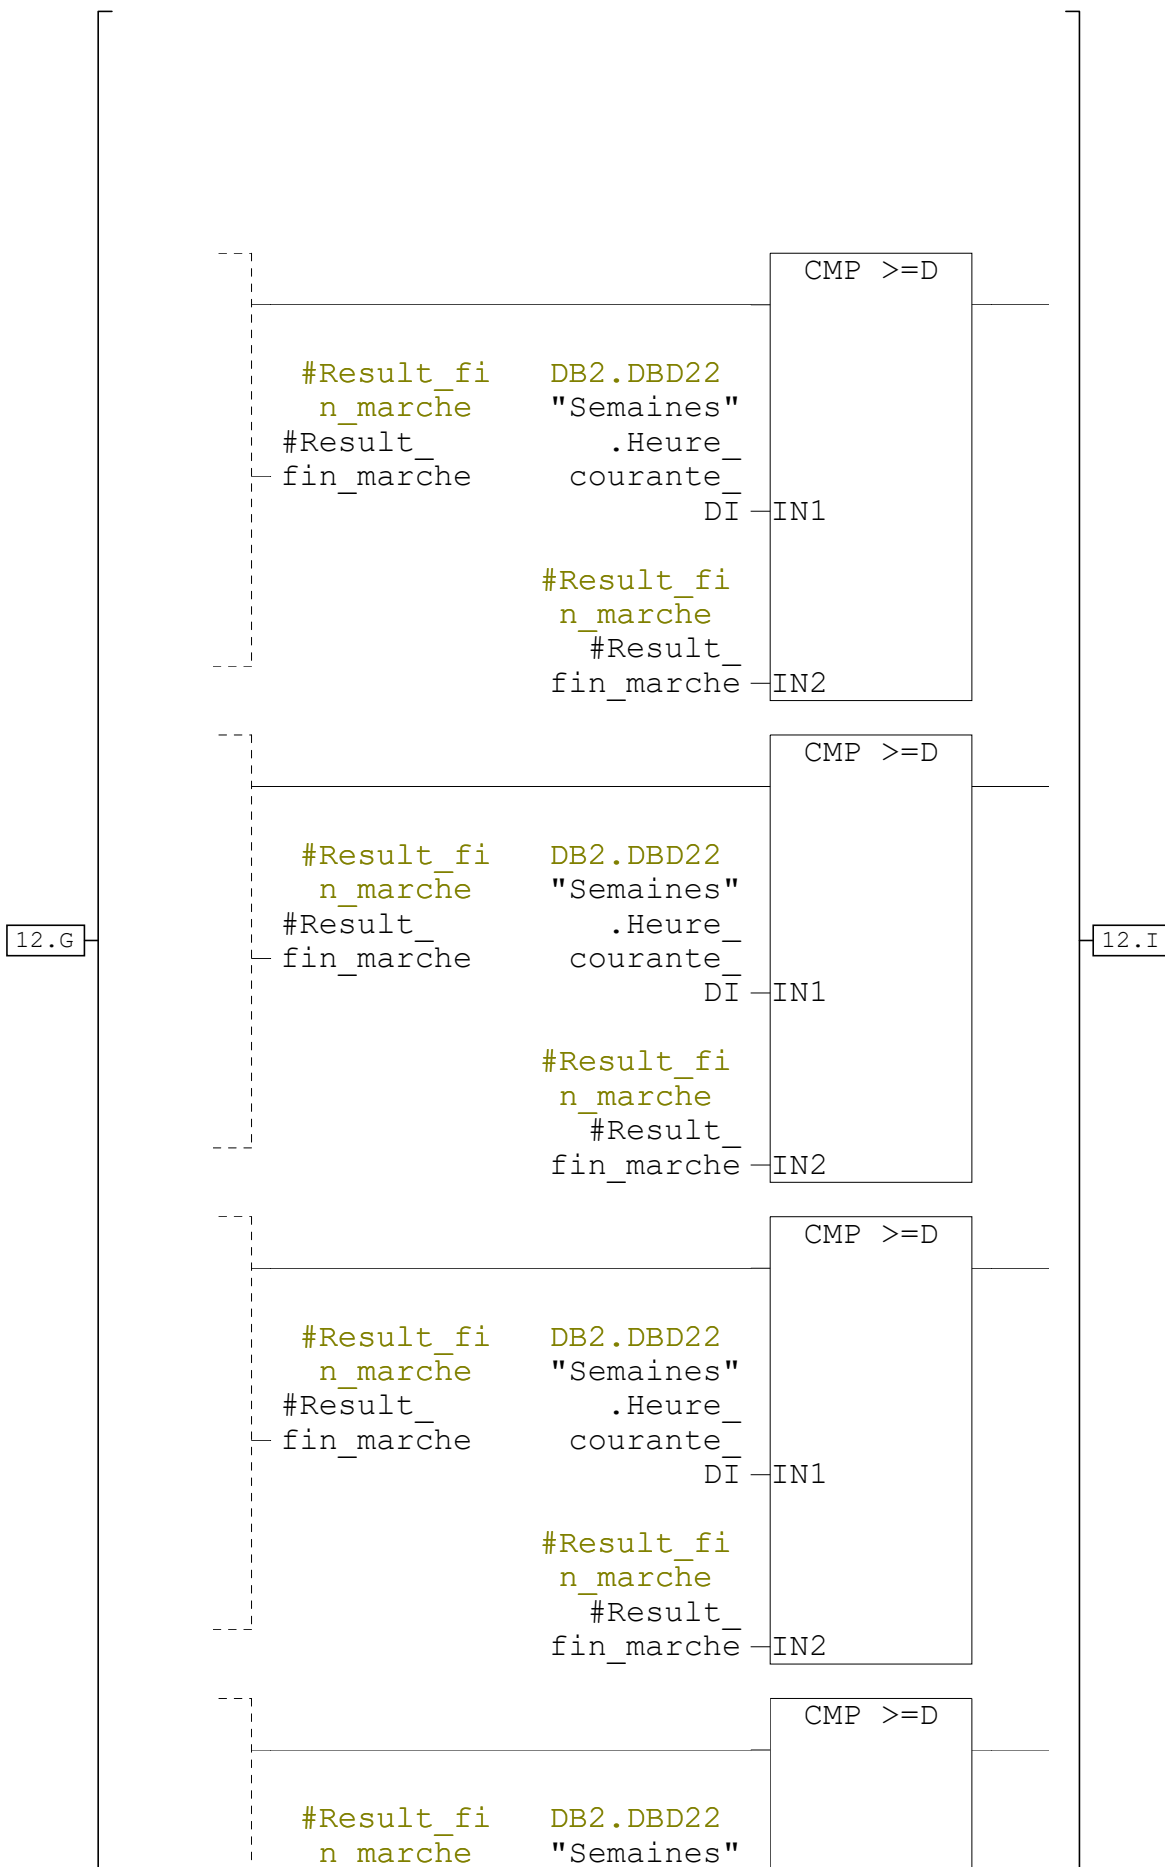 CMP >=D
#Result_fi DB2.DBD22
n_marche "Semaines"
#Result_ .Heure_
fin_marche courante_
DI IN1
#Result_fi
n_marche
#Result_
fin_marche IN2
CMP >=D
#Result_fi DB2.DBD22
n_marche "Semaines"
12.G #Result_ .Heure_ 12.I
fin_marche courante_
DI IN1
#Result_fi
n_marche
#Result_
fin_marche IN2
CMP >=D
#Result_fi DB2.DBD22
n_marche "Semaines"
#Result_ .Heure_
fin_marche courante_
DI IN1
#Result_fi
n_marche
#Result_
fin_marche IN2
CMP >=D
#Result_fi DB2.DBD22
n_marche "Semaines"